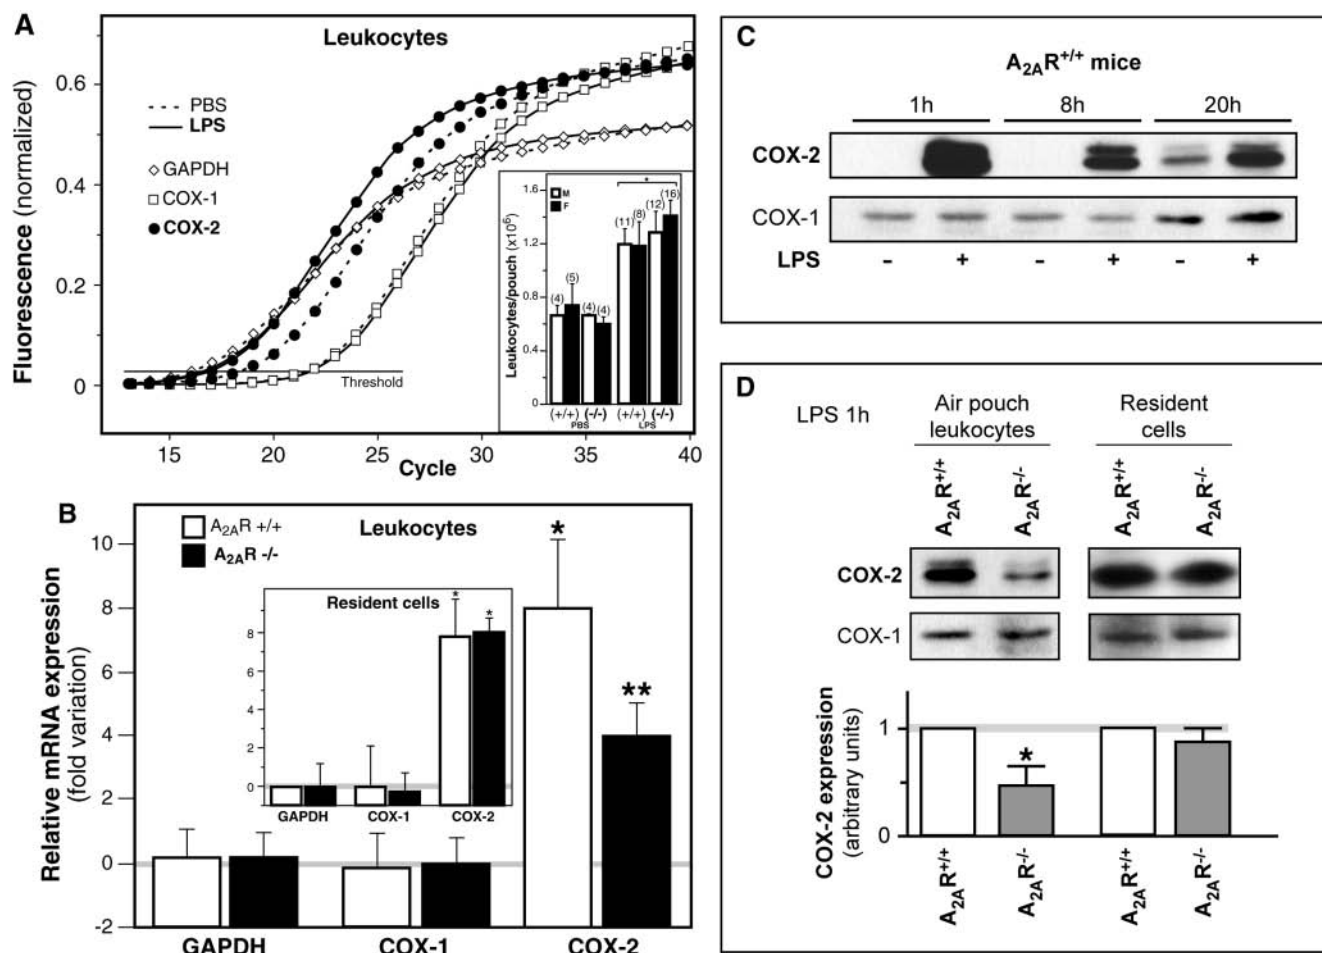 A
Leukocytes
Fluorescence (normalized)
0.6
0.4
0.2
0
PBS
LPS
GAPDH
COX-1
COX-2
Threshold
15
20
25
30
35
40
Cycle
Leukocytes/pouch (x10⁶)
1.6
1.2
0.9
0.6
0
M
F
*
(4)
(5)
(4)
(4)
(11)
(8)
(12)
(16)
(+/+) (-/-) (+/+) (-/-)
PBS LPS
B
Leukocytes
A₂ₐR +/+
A₂ₐR -/-
Relative mRNA expression
(fold variation)
10
8
6
4
2
0
-2
*
**
Resident cells
8
6
4
2
0
* *
GAPDH COX-1 COX-2
GAPDH COX-1 COX-2
C
A₂ₐR⁺/⁺ mice
1h 8h 20h
COX-2
COX-1
LPS - + - + - +
D
LPS 1h
Air pouch
leukocytes
Resident
cells
A₂ₐR⁺/⁺ A₂ₐR-/- A₂ₐR⁺/⁺ A₂ₐR-/-
COX-2
COX-1
COX-2 expression
(arbitrary units)
1
0
*
A₂ₐR⁺/⁺ A₂ₐR-/- A₂ₐR⁺/⁺ A₂ₐR-/-